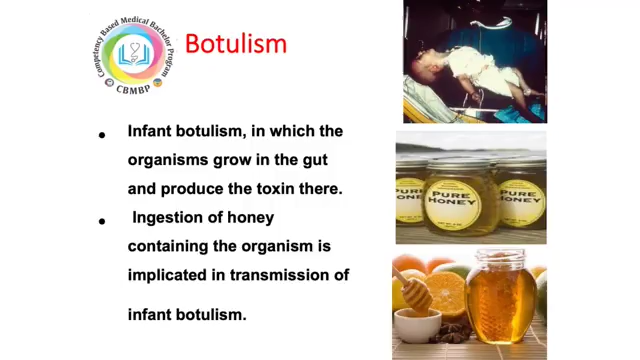 Competency Based Medical Bachelor Program
CBMBP
Botulism
• Infant botulism, in which the
organisms grow in the gut
and produce the toxin there.
• Ingestion of honey
containing the organism is
implicated in transmission of
infant botulism.
PURE
HONEY
PURE
HONEY
PURE
HONEY